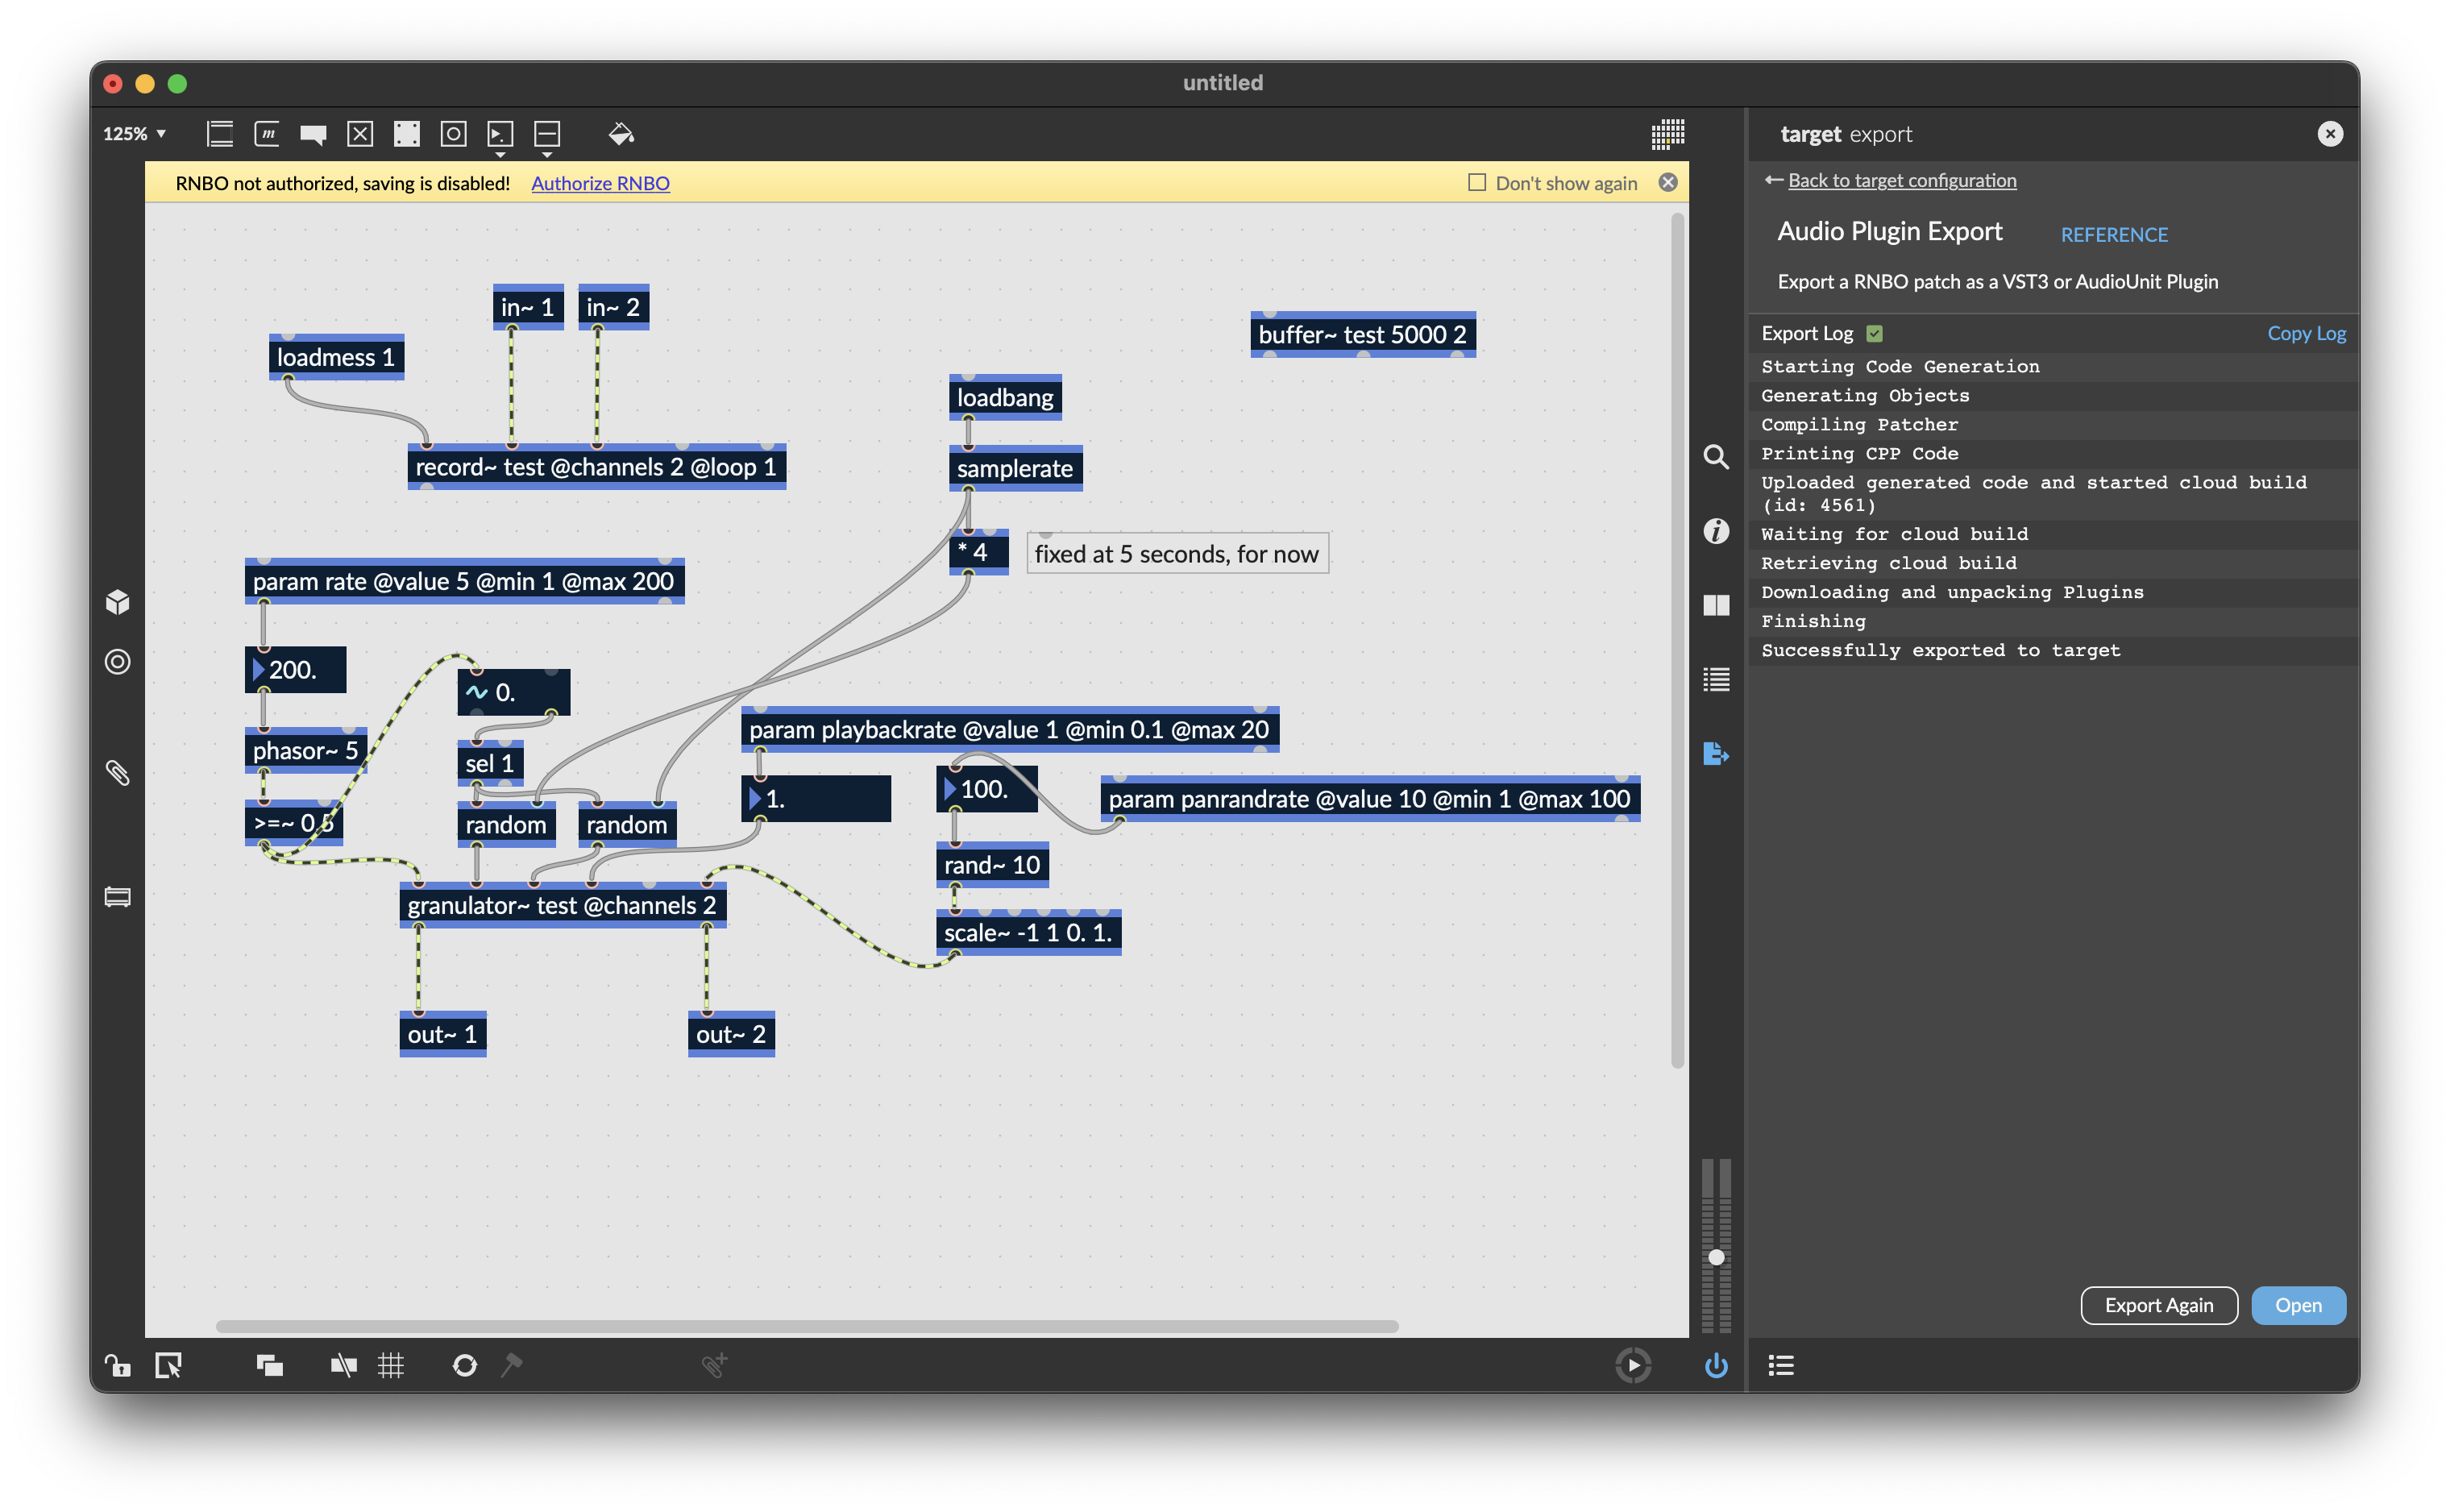 untitled
125%
target export
RNBO not authorized, saving is disabled! Authorize RNBO
Don't show again
Back to target configuration
Audio Plugin Export REFERENCE
Export a RNBO patch as a VST3 or AudioUnit Plugin
Export Log
Copy Log
Starting Code Generation
Generating Objects
Compiling Patcher
Printing CPP Code
Uploaded generated code and started cloud build
(id: 4561)
Waiting for cloud build
Retrieving cloud build
Downloading and unpacking Plugins
Finishing
Successfully exported to target
Export Again
Open
in~ 1
in~ 2
loadmess 1
buffer~ test 5000 2
loadbang
record~ test @channels 2 @loop 1
samplerate
* 4
fixed at 5 seconds, for now
param rate @value 5 @min 1 @max 200
200.
0.
phasor~ 5
sel 1
param playbackrate @value 1 @min 0.1 @max 20
1.
100.
param panrandrate @value 10 @min 1 @max 100
>=~ 0.5
random
random
rand~ 10
granulator~ test @channels 2
scale~ -1 1 0. 1.
out~ 1
out~ 2